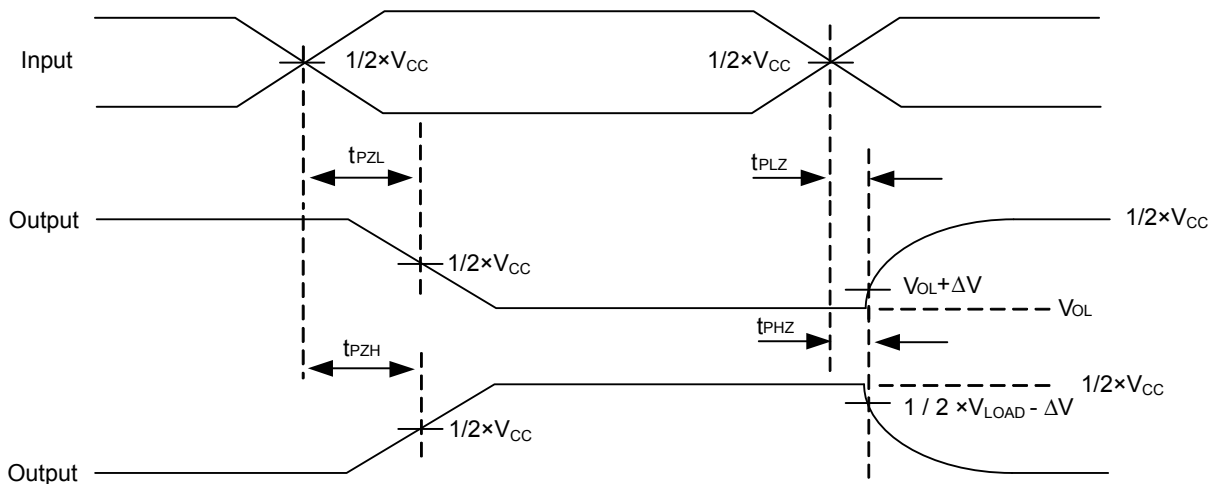 Input
1/2×VCC
1/2×VCC
tPZL
tPLZ
Output
1/2×VCC
1/2×VCC
VOL+ΔV
VOL
tPZH
tPHZ
1/2×VCC
1 / 2 ×VLOAD - ΔV
1/2×VCC
Output